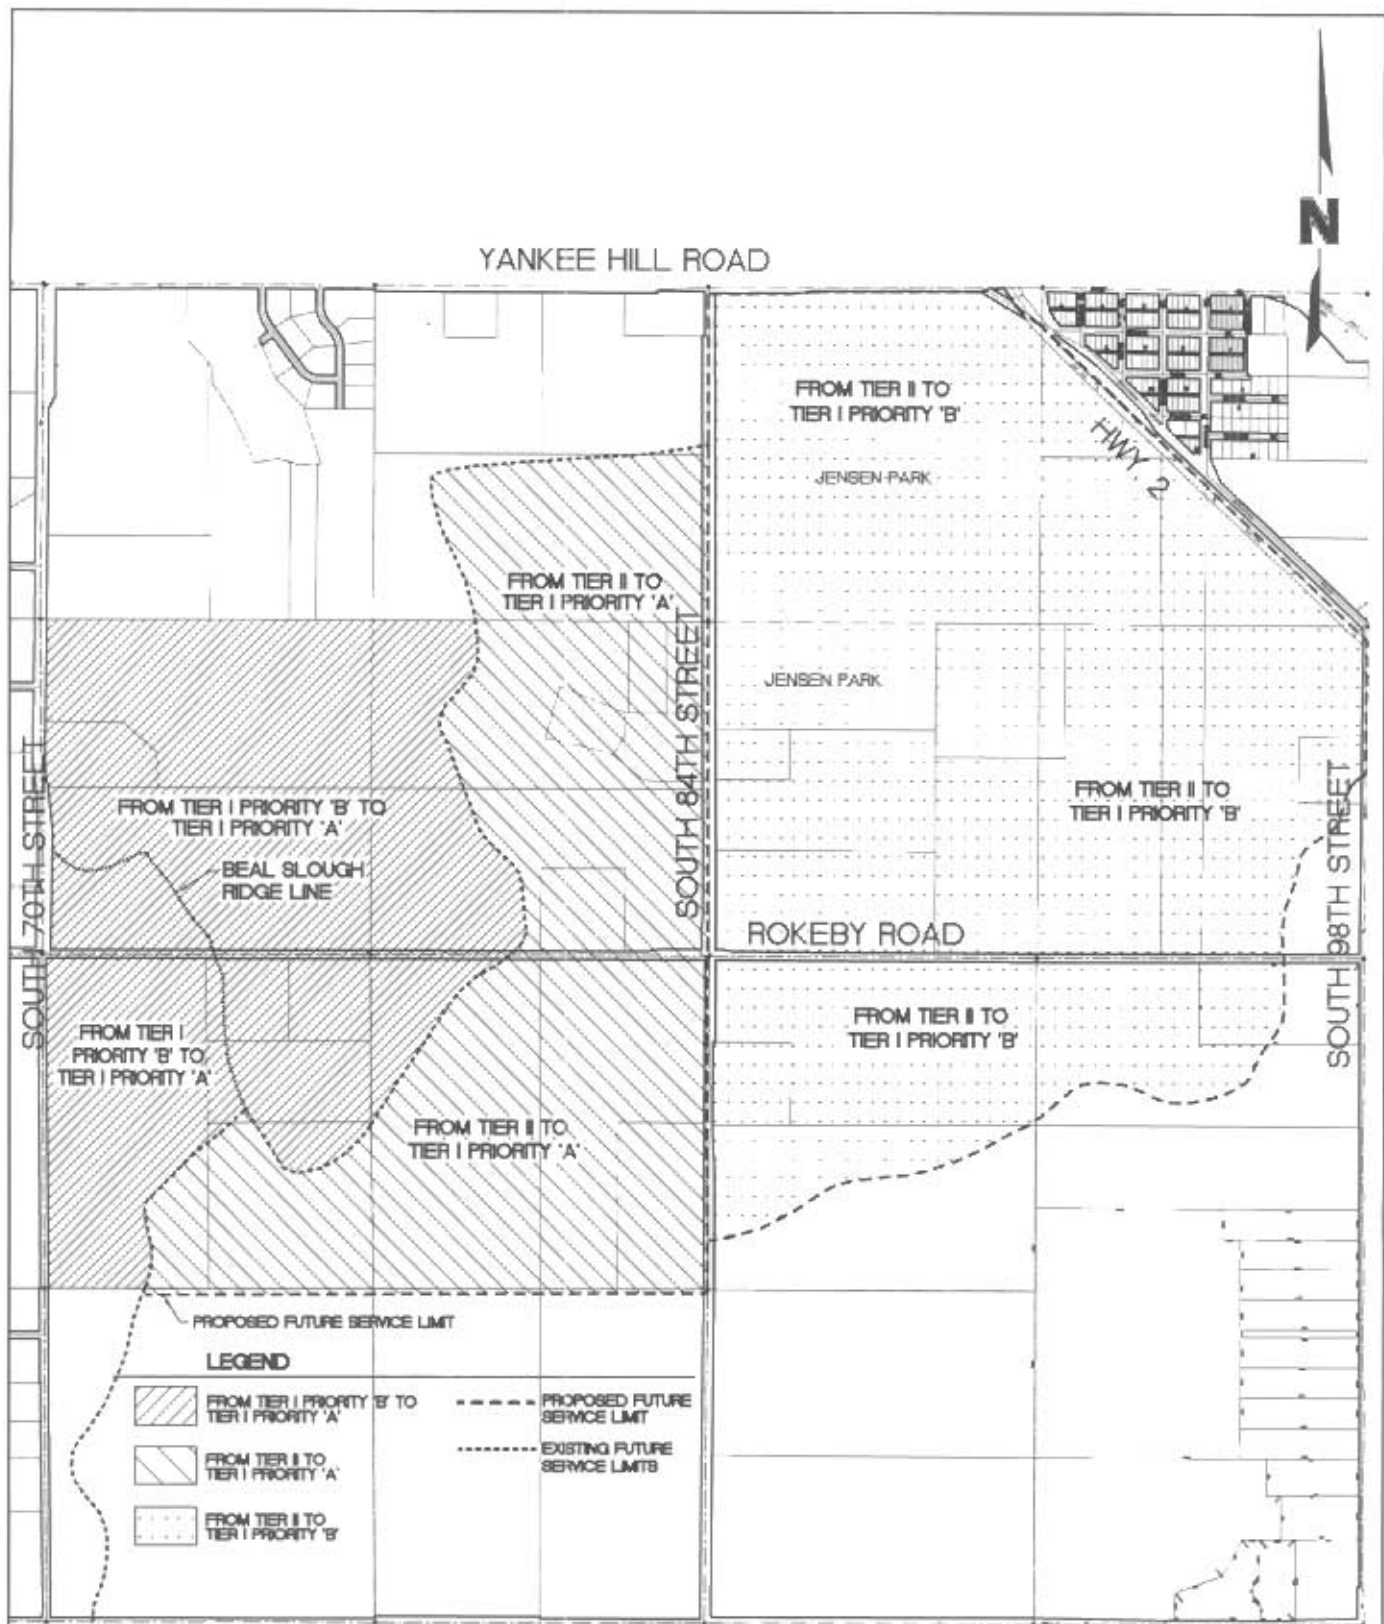 YANKEE HILL ROAD
N
FROM TIER II TO
TIER I PRIORITY 'B'
HWY. 2
JENSEN PARK
FROM TIER II TO
TIER I PRIORITY 'A'
SOUTH 84TH STREET
JENSEN PARK
SOUTH 70TH STREET
FROM TIER I PRIORITY 'B' TO
TIER I PRIORITY 'A'
FROM TIER II TO
TIER I PRIORITY 'B'
SOUTH 98TH STREET
BEAL SLOUGH
RIDGE LINE
ROKEBY ROAD
FROM TIER I
PRIORITY 'B' TO
TIER I PRIORITY 'A'
FROM TIER II TO
TIER I PRIORITY 'B'
FROM TIER II TO
TIER I PRIORITY 'A'
PROPOSED FUTURE SERVICE LIMIT
LEGEND
FROM TIER I PRIORITY 'B' TO
TIER I PRIORITY 'A'
FROM TIER II TO
TIER I PRIORITY 'A'
FROM TIER II TO
TIER I PRIORITY 'B'
PROPOSED FUTURE
SERVICE LIMIT
EXISTING FUTURE
SERVICE LIMITS